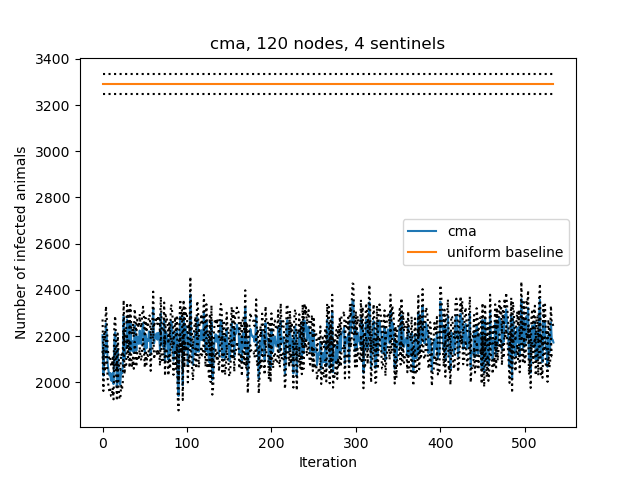 cma, 120 nodes, 4 sentinels
3400
3200
3000
2800
2600
2400
2200
2000
Number of infected animals
cma
uniform baseline
0
100
200
300
400
500
Iteration